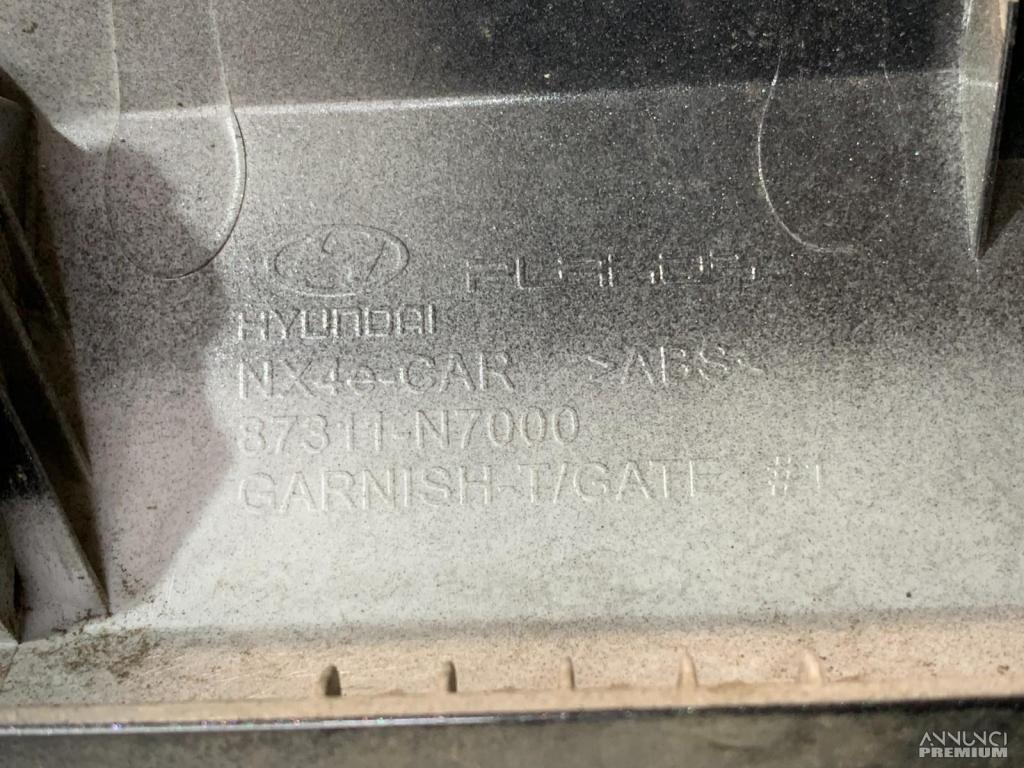 HYUNDAI
NX4e-CAR >ABS<
87311-N7000
GARNISH-T/GATE #1
ANNUNCI
PREMIUM